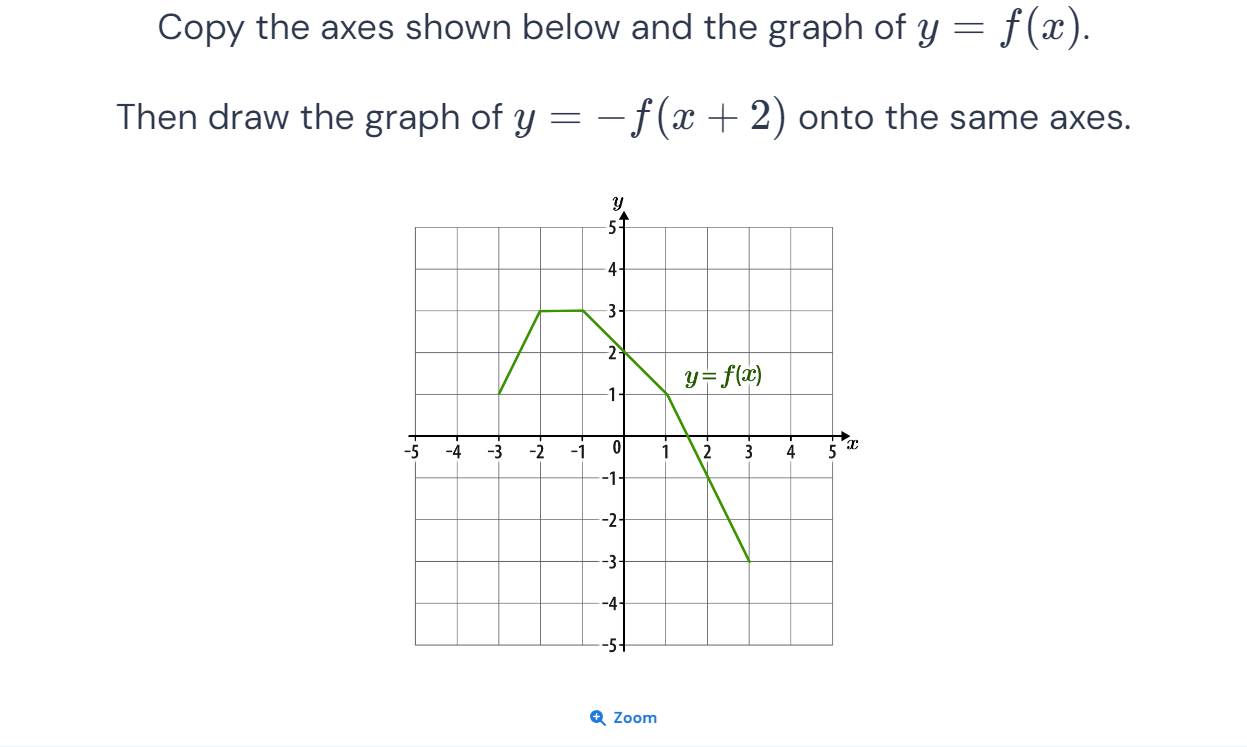 Copy the axes shown below and the graph of y = f(x).
Then draw the graph of y = −f(x + 2) onto the same axes.
y
5
4
3
2
y = f(x)
1
-5 -4 -3 -2 -1 0 1 2 3 4 5 x
-1
-2
-3
-4
-5
Zoom